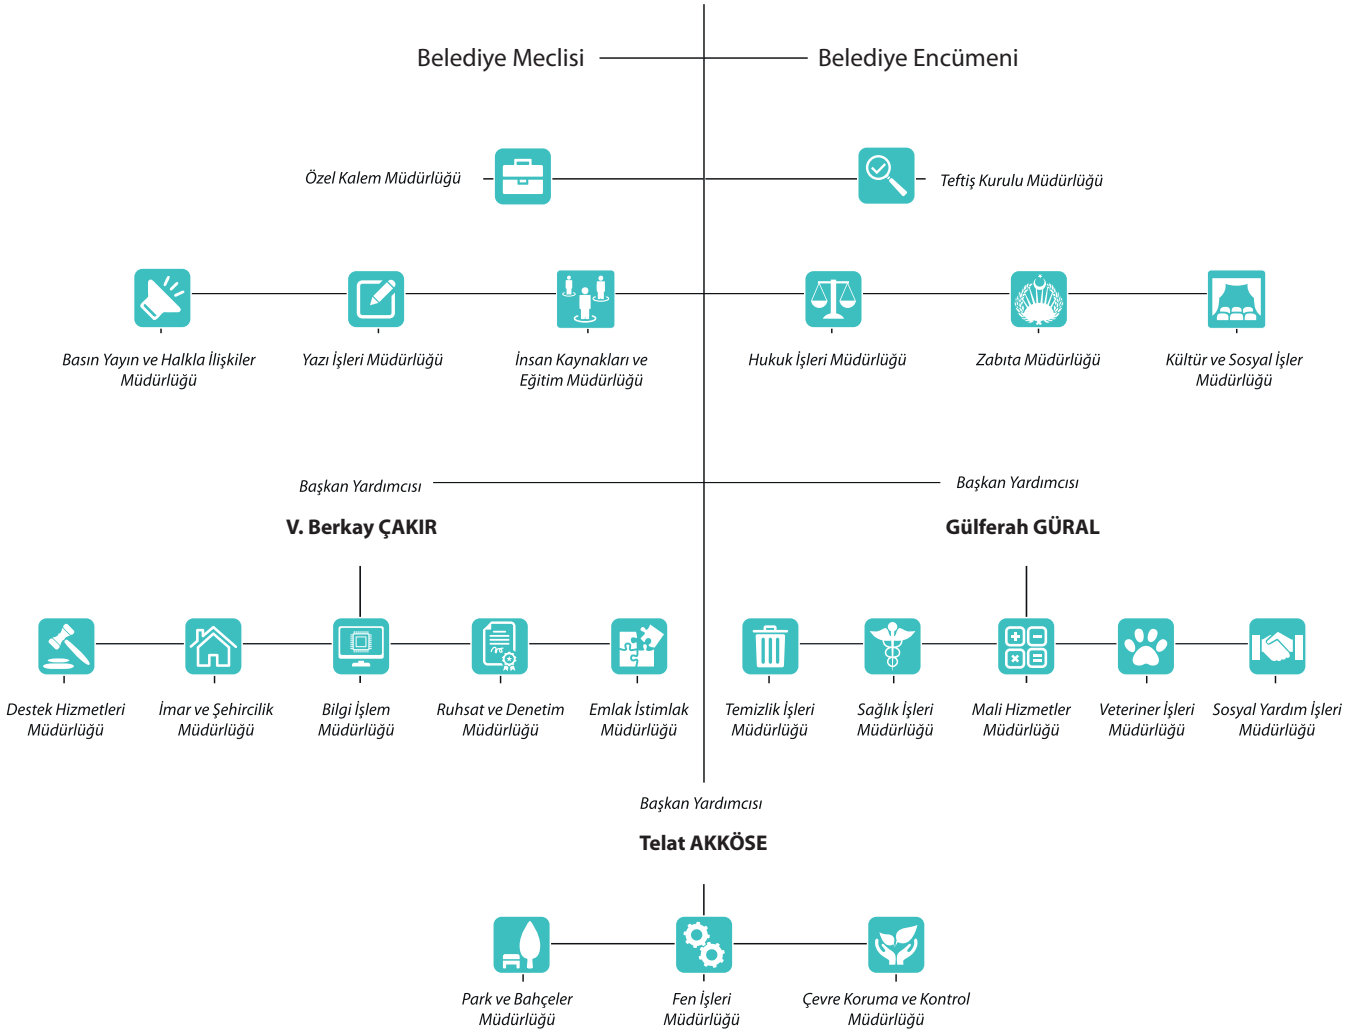 Belediye Meclisi
Belediye Encümeni
Özel Kalem Müdürlüğü
Teftiş Kurulu Müdürlüğü
Basın Yayın ve Halkla İlişkiler
Müdürlüğü
Yazı İşleri Müdürlüğü
İnsan Kaynakları ve
Eğitim Müdürlüğü
Hukuk İşleri Müdürlüğü
Zabıta Müdürlüğü
Kültür ve Sosyal İşler
Müdürlüğü
Başkan Yardımcısı
V. Berkay ÇAKIR
Başkan Yardımcısı
Gülferah GÜRAL
Destek Hizmetleri
Müdürlüğü
İmar ve Şehircilik
Müdürlüğü
Bilgi İşlem
Müdürlüğü
Ruhsat ve Denetim
Müdürlüğü
Emlak İstimlak
Müdürlüğü
Temizlik İşleri
Müdürlüğü
Sağlık İşleri
Müdürlüğü
Mali Hizmetler
Müdürlüğü
Veteriner İşleri
Müdürlüğü
Sosyal Yardım İşleri
Müdürlüğü
Başkan Yardımcısı
Telat AKKÖSE
Park ve Bahçeler
Müdürlüğü
Fen İşleri
Müdürlüğü
Çevre Koruma ve Kontrol
Müdürlüğü